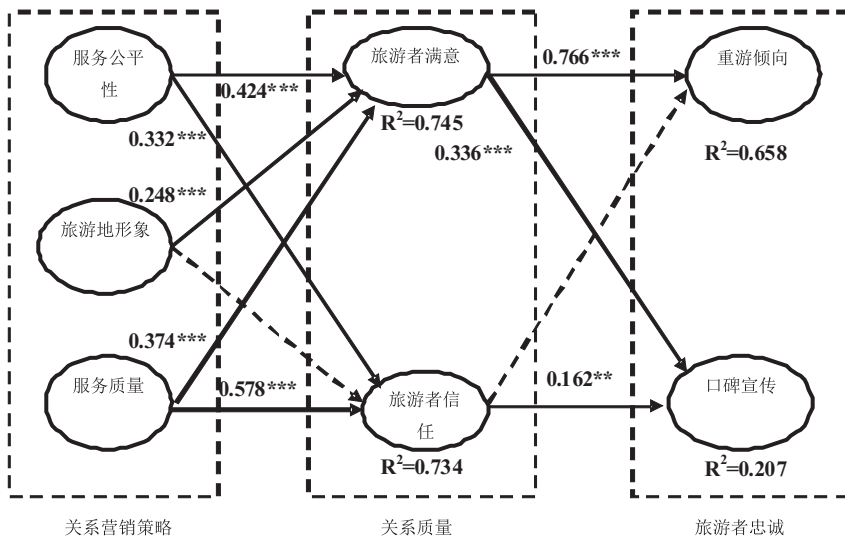 服务公平
性
旅游者满意
重游倾向
0.766***
0.424***
R²=0.745
0.332***
0.336***
R²=0.658
0.248***
旅游地形象
0.374***
服务质量
0.578***
旅游者信
任
0.162**
口碑宣传
R²=0.734
R²=0.207
关系营销策略
关系质量
旅游者忠诚